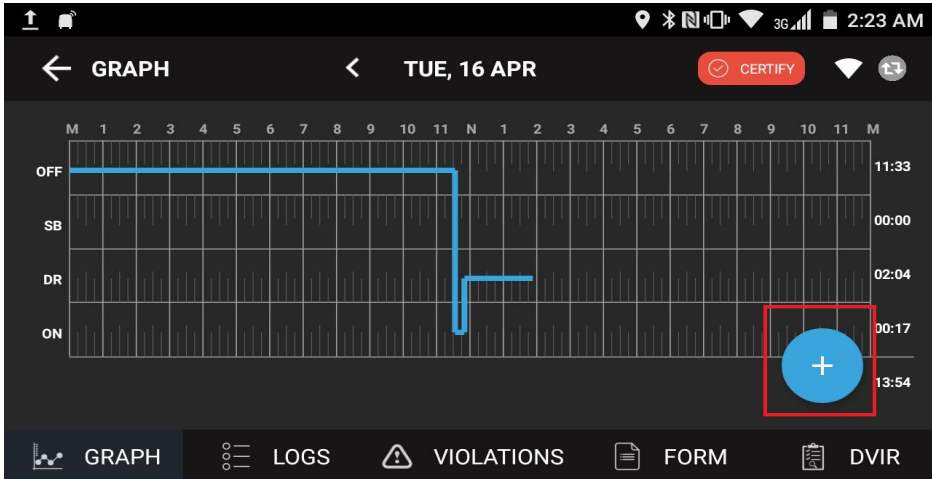 3G 2:23 AM
GRAPH TUE, 16 APR CERTIFY
M 1 2 3 4 5 6 7 8 9 10 11 N 1 2 3 4 5 6 7 8 9 10 11 M
OFF 11:33
SB 00:00
DR 02:04
ON 00:17
+
13:54
GRAPH LOGS VIOLATIONS FORM DVIR